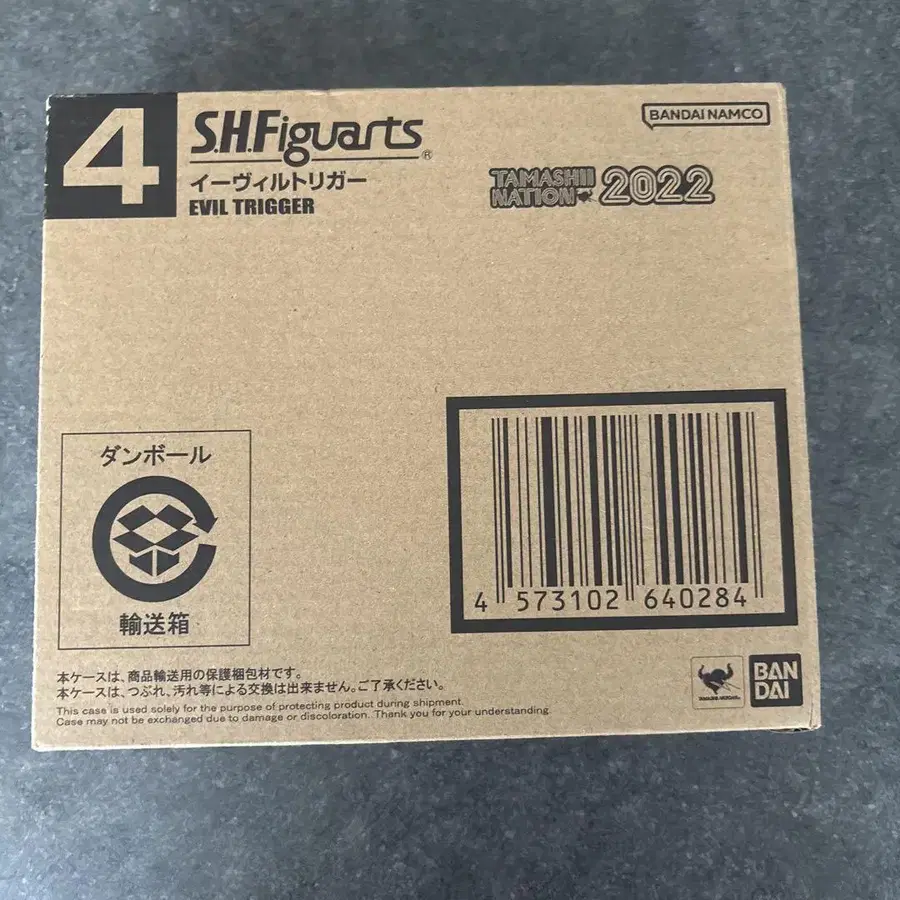 4
S.H.Figuarts®
イーヴィルトリガー
EVIL TRIGGER
BANDAI NAMCO
TAMASHII
NATION 2022
ダンボール
輸送箱
4 573102 640284
本ケースは、商品輸送用の保護梱包材です。
本ケースは、つぶれ、汚れ等による交換は出来ません。ご了承ください。
This case is used solely for the purpose of protecting product during shipment.
Case may not be exchanged due to damage or discoloration. Thank you for your understanding.
TAMASHII NATIONS
BAN
DAI